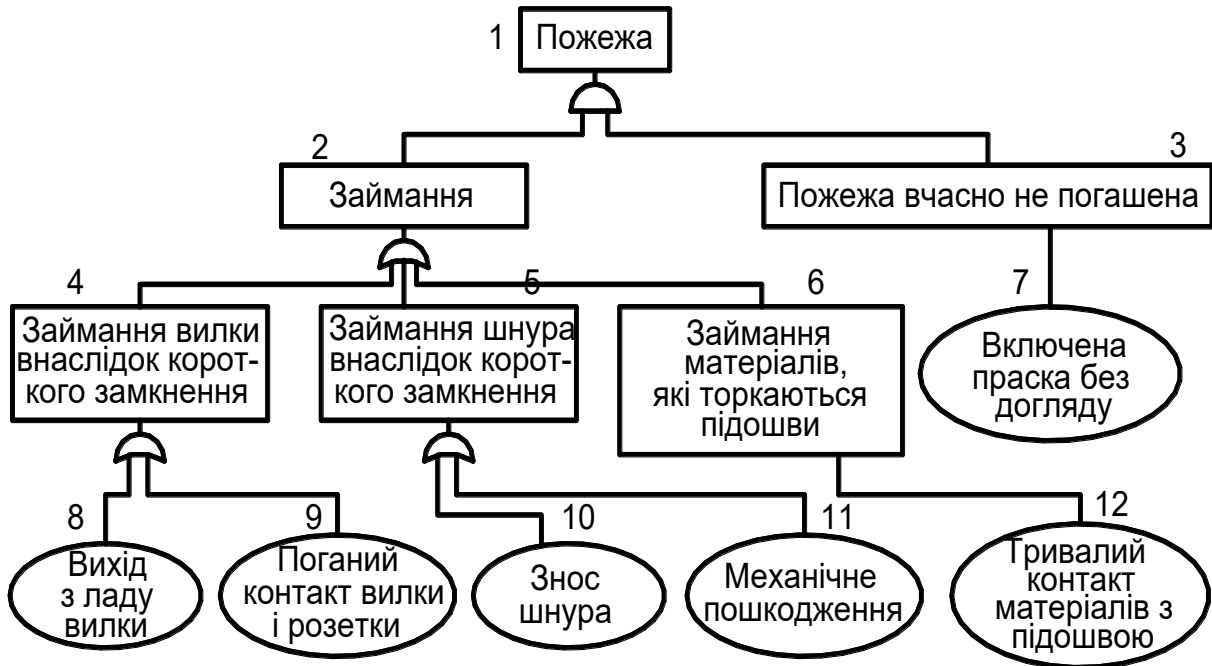 1
Пожежа
2
3
Займання
Пожежа вчасно не погашена
4
5
6
7
Займання вилки
внаслідок корот-
кого замкнення
Займання шнура
внаслідок корот-
кого замкнення
Займання
матеріалів,
які торкаються
підошви
Включена
праска без
догляду
8
9
10
11
12
Вихід
з ладу
вилки
Поганий
контакт вилки
і розетки
Знос
шнура
Механічне
пошкодження
Тривалий
контакт
матеріалів з
підошвою